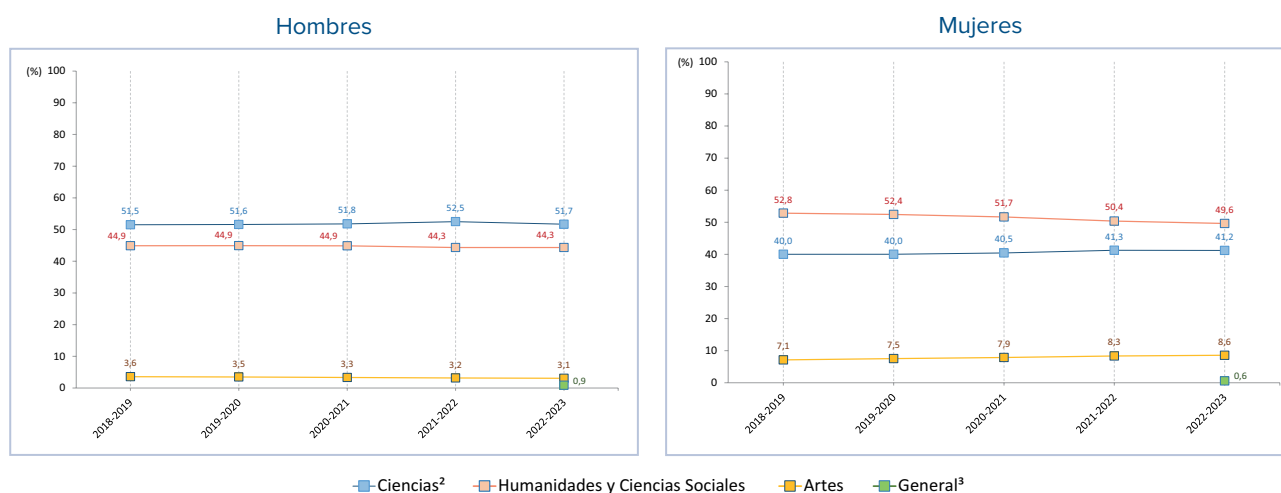 Hombres
(%)
100
90
80
70
60
50
40
30
20
10
0
51,5 51,6 51,8 52,5 51,7
44,9 44,9 44,9 44,3 44,3
3,6 3,5 3,3 3,2 3,1
0,9
2018-2019 2019-2020 2020-2021 2021-2022 2022-2023
Mujeres
(%)
100
90
80
70
60
50
40
30
20
10
0
52,8 52,4 51,7 50,4 49,6
40,0 40,0 40,5 41,3 41,2
7,1 7,5 7,9 8,3 8,6
0,6
2018-2019 2019-2020 2020-2021 2021-2022 2022-2023
Ciencias² Humanidades y Ciencias Sociales Artes General³